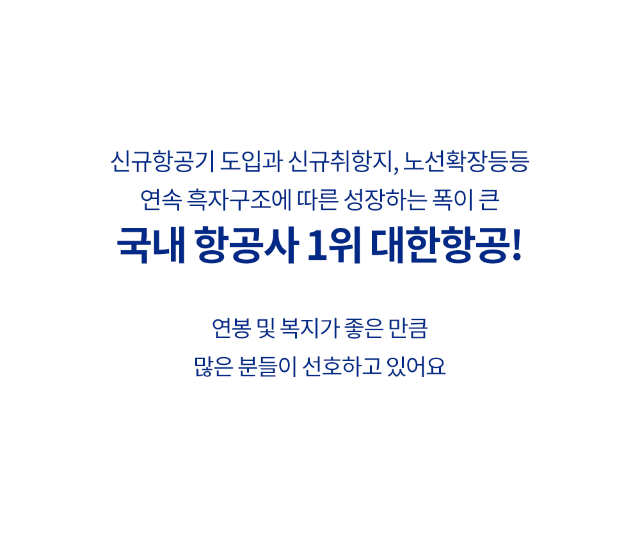 신규항공기 도입과 신규취항지, 노선확장등등
연속 흑자구조에 따른 성장하는 폭이 큰
국내 항공사 1위 대한항공!
연봉 및 복지가 좋은 만큼
많은 분들이 선호하고 있어요